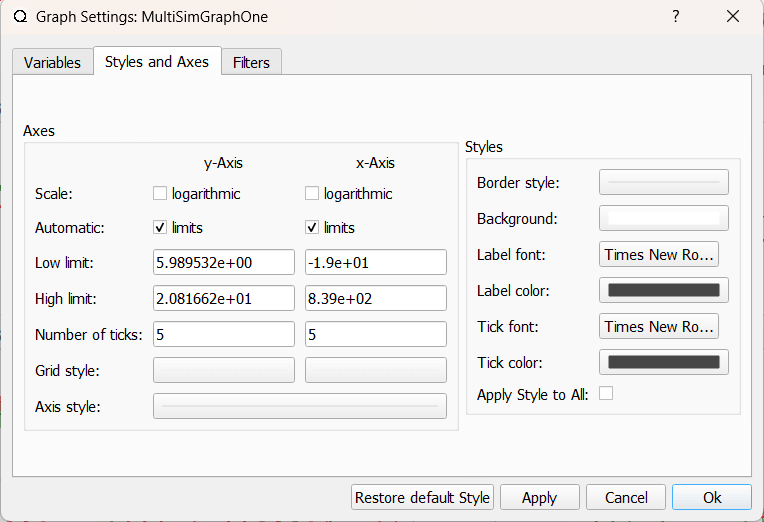 Graph Settings: MultiSimGraphOne ?
Variables Styles and Axes Filters
Axes
y-Axis x-Axis
Scale: logarithmic logarithmic
Automatic: limits limits
Low limit: 5.989532e+00 -1.9e+01
High limit: 2.081662e+01 8.39e+02
Number of ticks: 5 5
Grid style:
Axis style:
Styles
Border style:
Background:
Label font: Times New Ro...
Label color:
Tick font: Times New Ro...
Tick color:
Apply Style to All:
Restore default Style Apply Cancel Ok